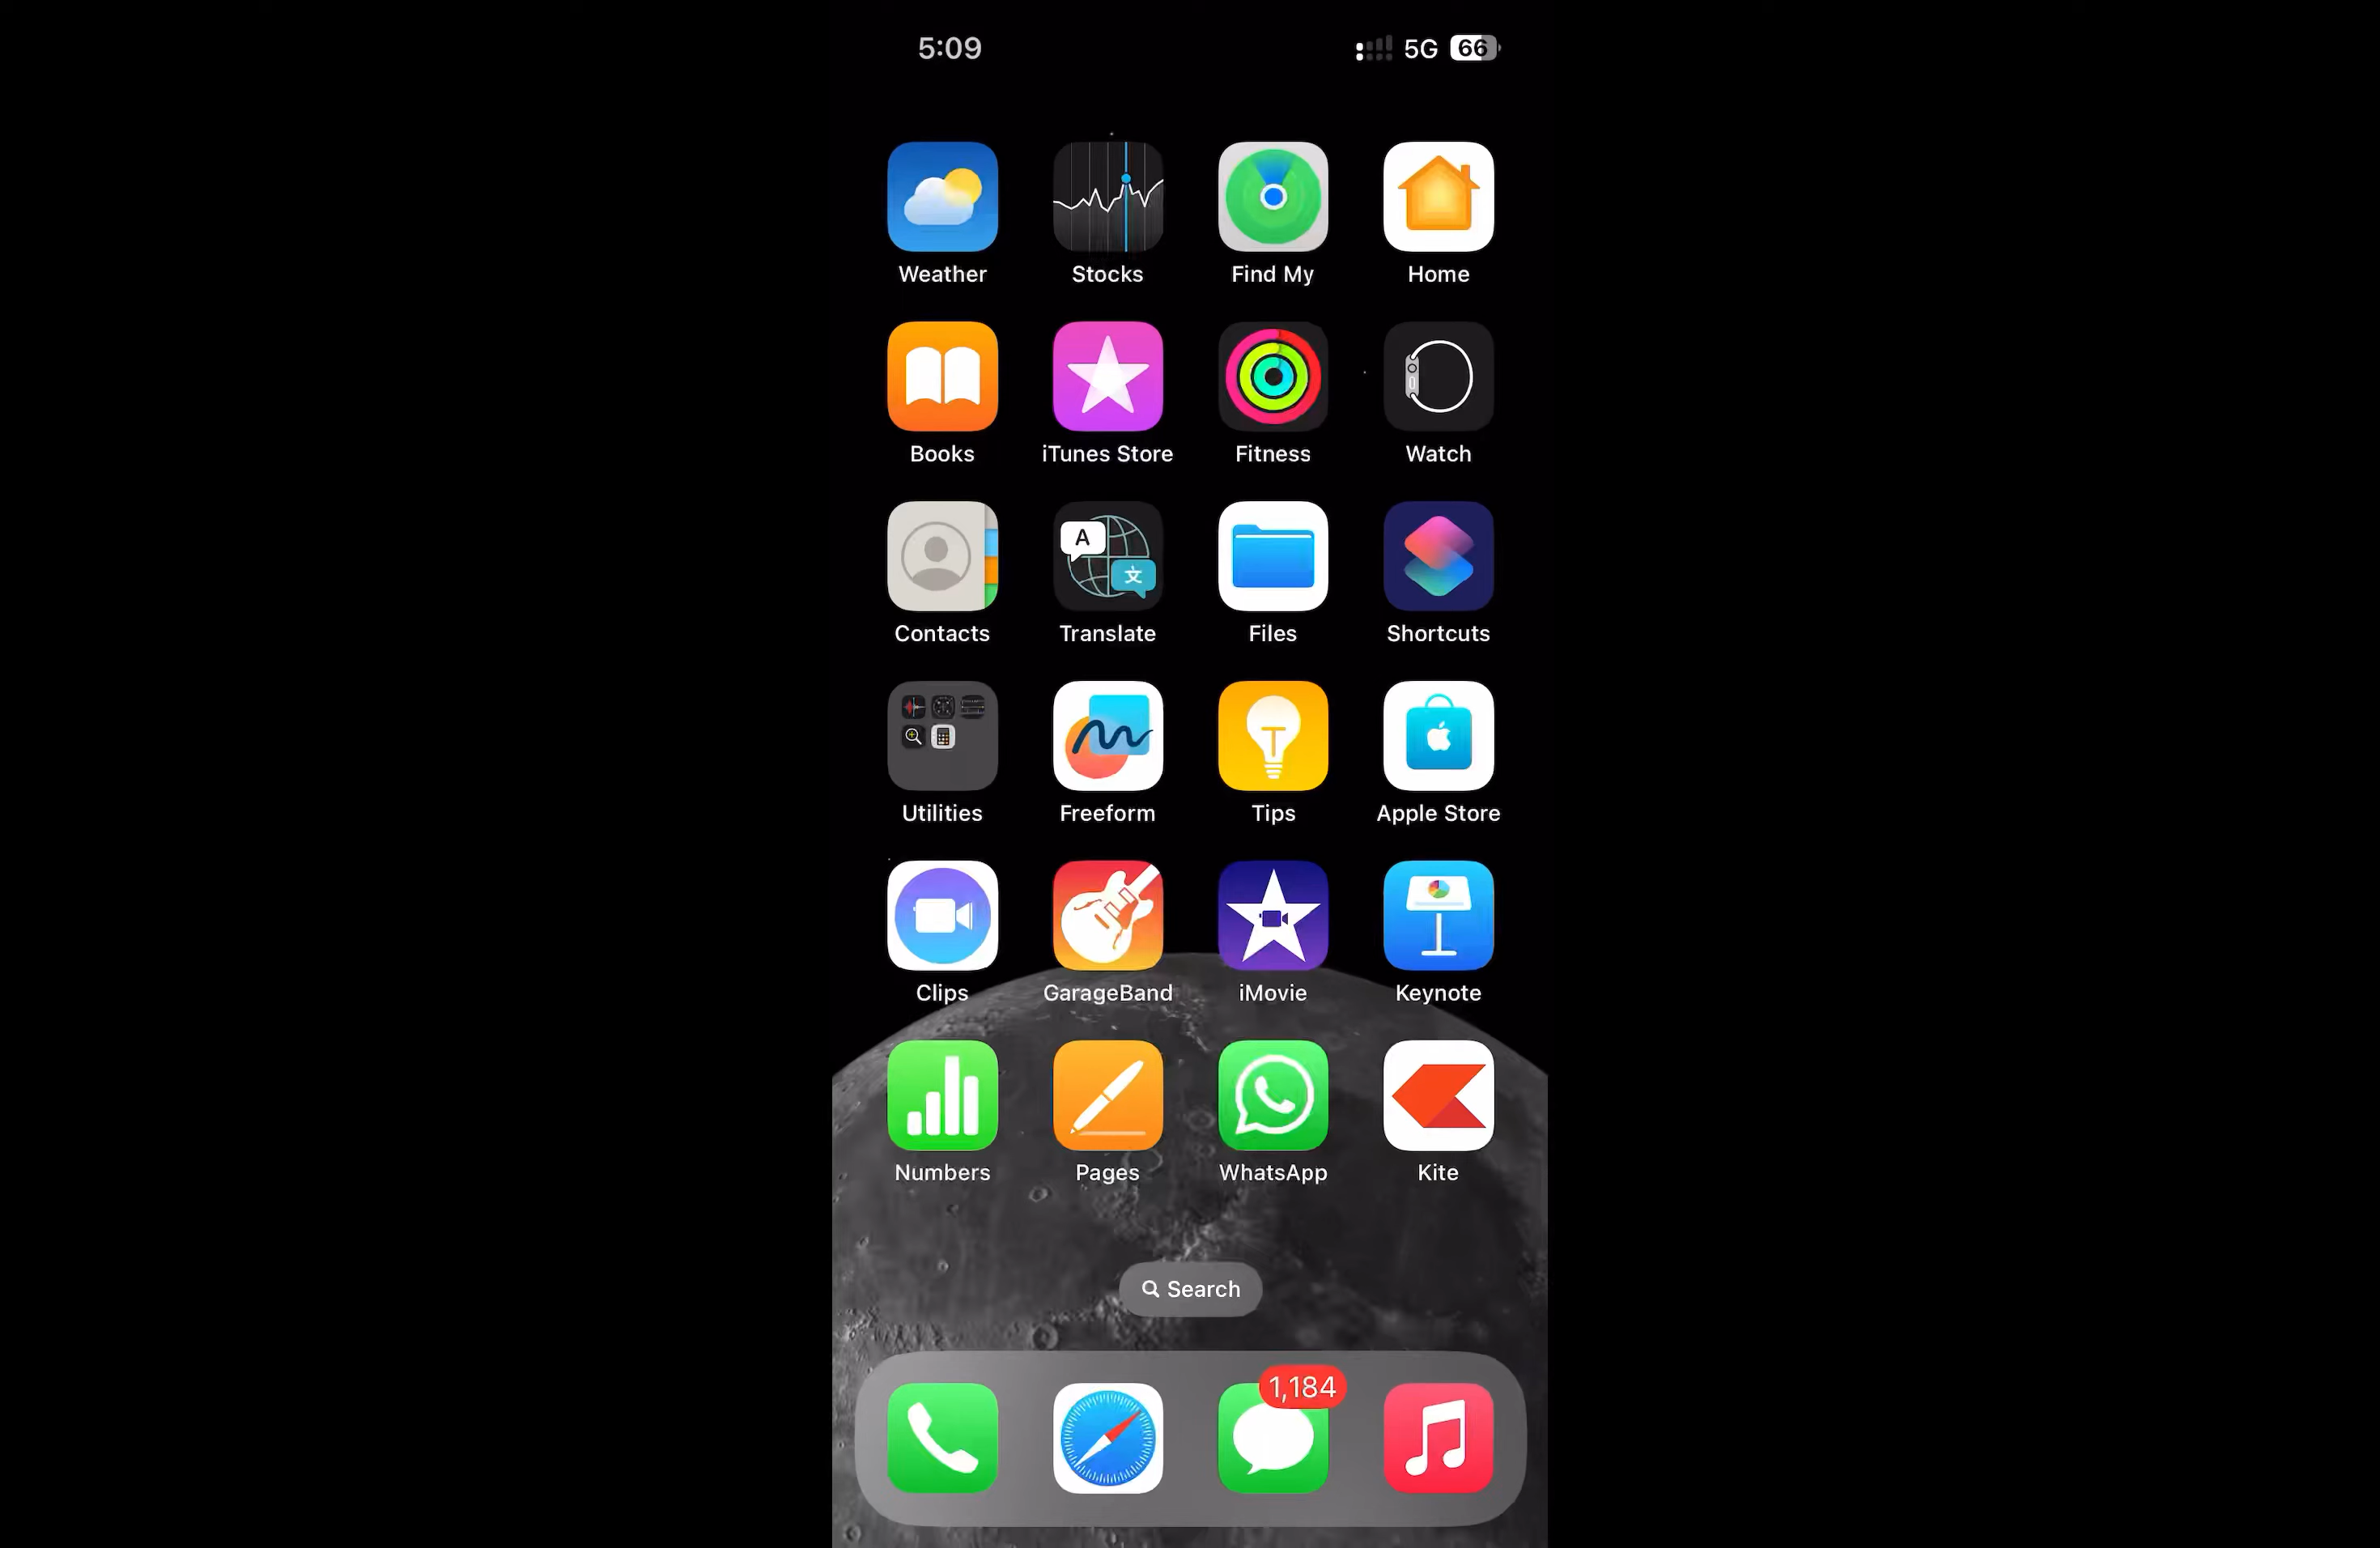 5:09 5G 66
Weather Stocks Find My Home
Books iTunes Store Fitness Watch
A 文
Contacts Translate Files Shortcuts
Utilities Freeform Tips Apple Store
Clips GarageBand iMovie Keynote
Numbers Pages WhatsApp Kite
Search
1,184